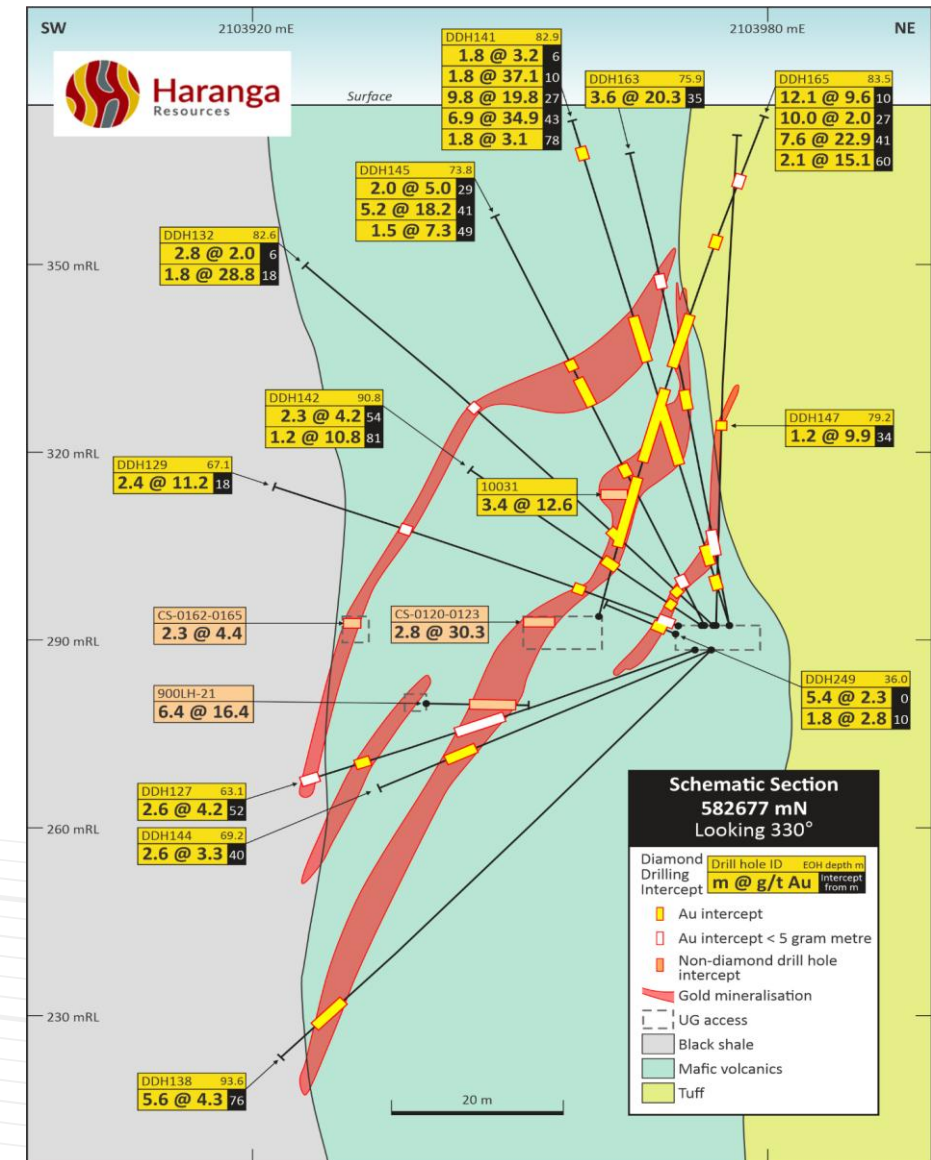 SW
2103920 mE
2103980 mE
NE
Haranga
Resources
Surface
DDH141 82.9
1.8 @ 3.2 6
1.8 @ 37.1 10
9.8 @ 19.8 27
6.9 @ 34.9 43
1.8 @ 3.1 78
DDH163 75.9
3.6 @ 20.3 35
DDH165 83.5
12.1 @ 9.6 10
10.0 @ 2.0 27
7.6 @ 22.9 41
2.1 @ 15.1 60
DDH145 73.8
2.0 @ 5.0 29
5.2 @ 18.2 41
1.5 @ 7.3 49
DDH132 82.6
2.8 @ 2.0 6
1.8 @ 28.8 18
350 mRL
DDH142 90.8
2.3 @ 4.2 54
1.2 @ 10.8 81
DDH147 79.2
1.2 @ 9.9 34
320 mRL
DDH129 67.1
2.4 @ 11.2 18
10031
3.4 @ 12.6
CS-0162-0165
2.3 @ 4.4
CS-0120-0123
2.8 @ 30.3
290 mRL
900LH-21
6.4 @ 16.4
DDH249 36.0
5.4 @ 2.3 0
1.8 @ 2.8 10
DDH127 63.1
2.6 @ 4.2 52
260 mRL
DDH144 69.2
2.6 @ 3.3 40
230 mRL
DDH138 93.6
5.6 @ 4.3 76
20 m
Schematic Section
582677 mN
Looking 330°
Diamond
Drilling
Intercept
Drill hole ID EOH depth m
m @ g/t Au Intercept
from m
Au intercept
Au intercept < 5 gram metre
Non-diamond drill hole
intercept
Gold mineralisation
UG access
Black shale
Mafic volcanics
Tuff